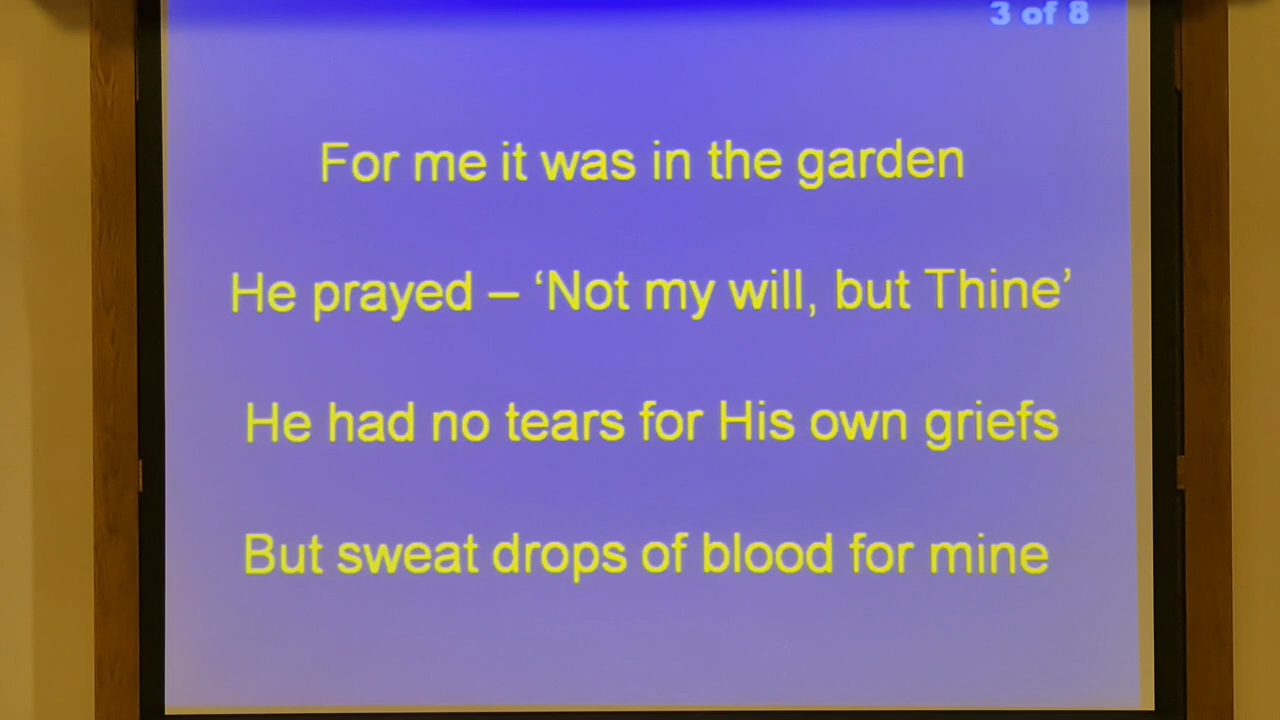 3 of 8
For me it was in the garden
He prayed – ‘Not my will, but Thine’
He had no tears for His own griefs
But sweat drops of blood for mine